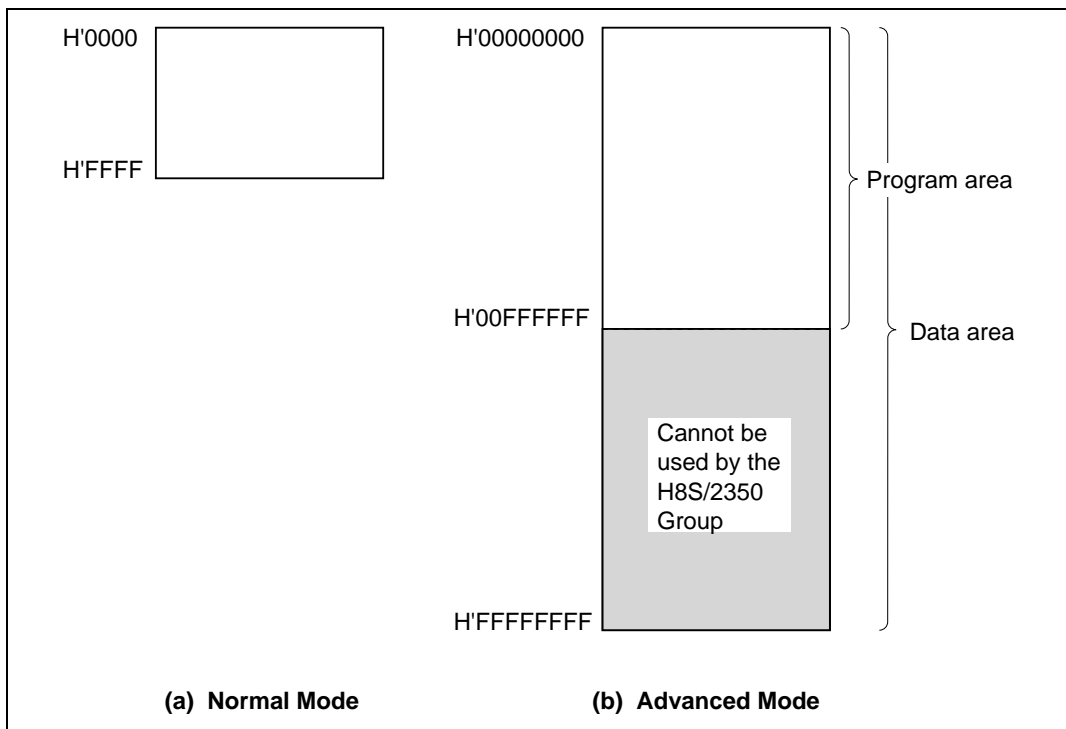 H'0000
H'FFFF
(a) Normal Mode
H'00000000
H'00FFFFFF
H'FFFFFFFF
Cannot be
used by the
H8S/2350
Group
Program area
Data area
(b) Advanced Mode